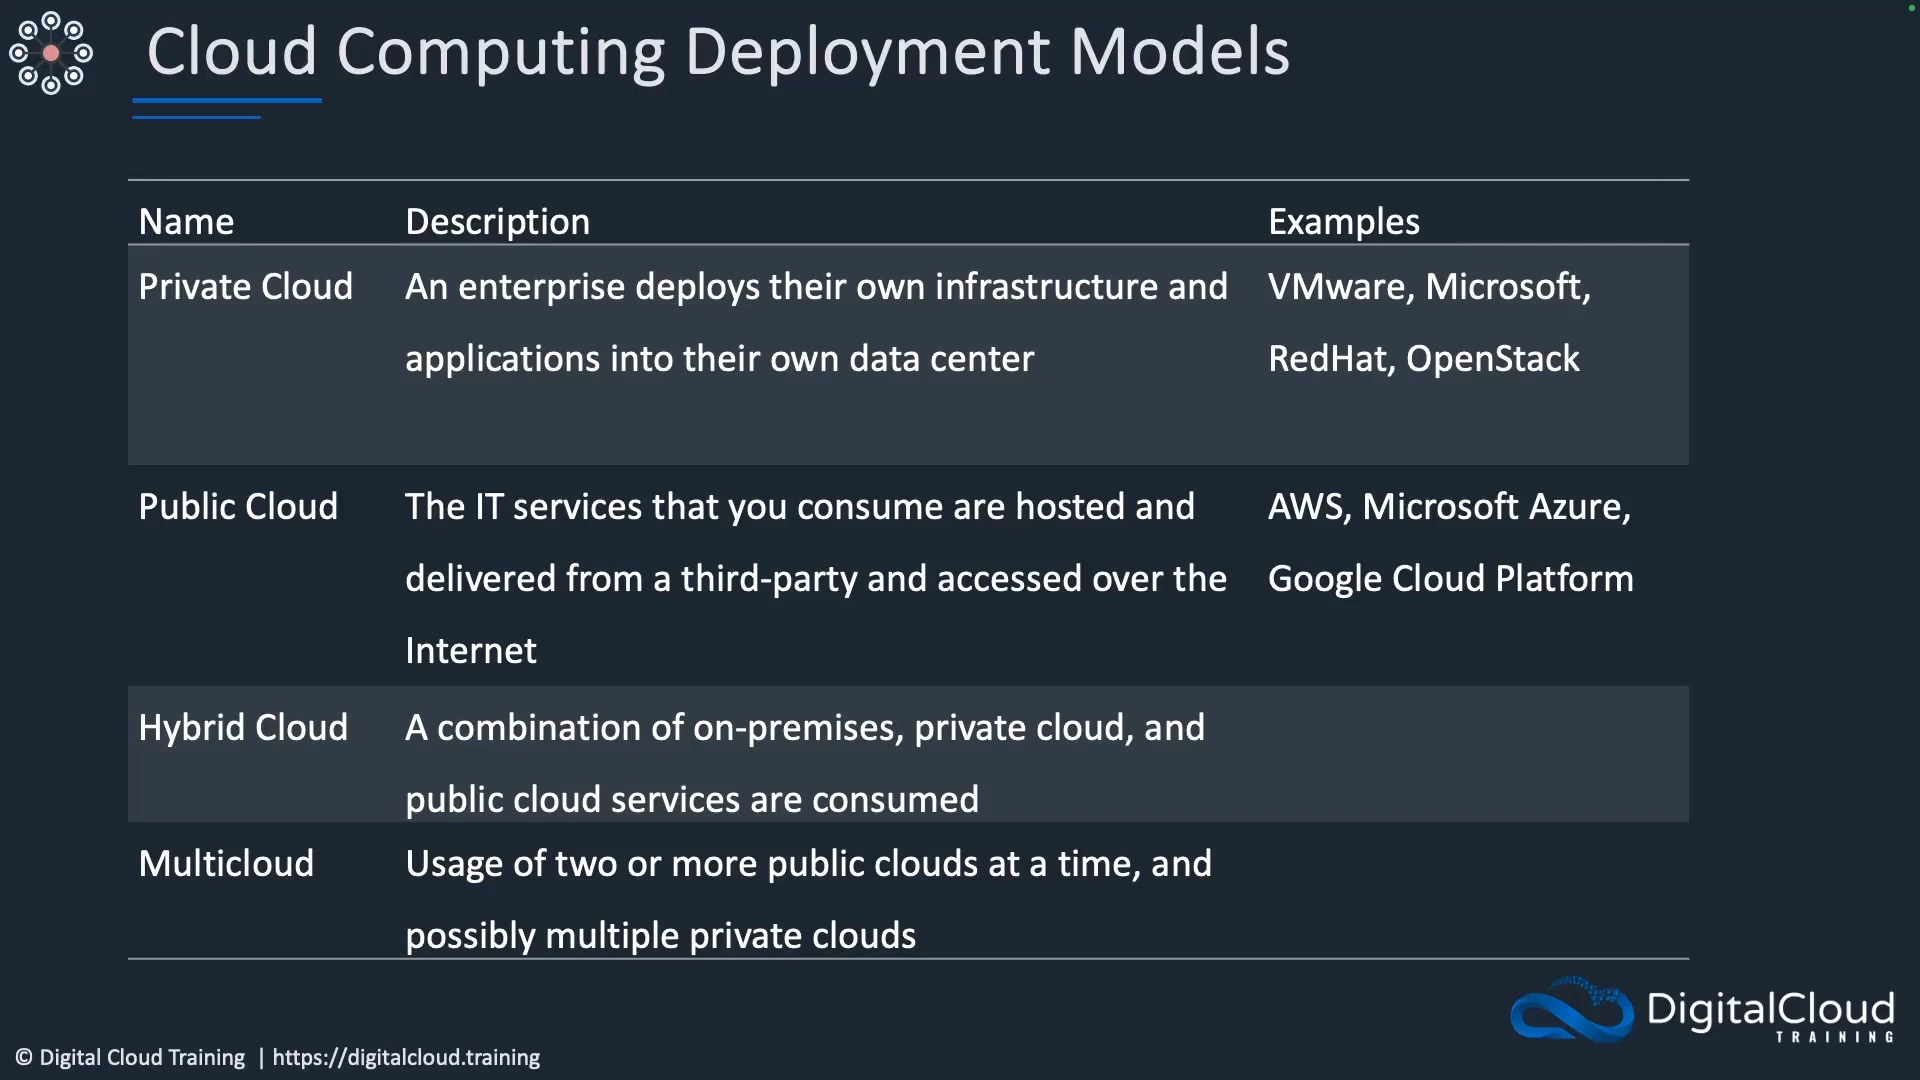 Cloud Computing Deployment Models
Name Description Examples
Private Cloud An enterprise deploys their own infrastructure and VMware, Microsoft,
applications into their own data center RedHat, OpenStack
Public Cloud The IT services that you consume are hosted and AWS, Microsoft Azure,
delivered from a third-party and accessed over the Google Cloud Platform
Internet
Hybrid Cloud A combination of on-premises, private cloud, and
public cloud services are consumed
Multicloud Usage of two or more public clouds at a time, and
possibly multiple private clouds
DigitalCloud
TRAINING
© Digital Cloud Training | https://digitalcloud.training